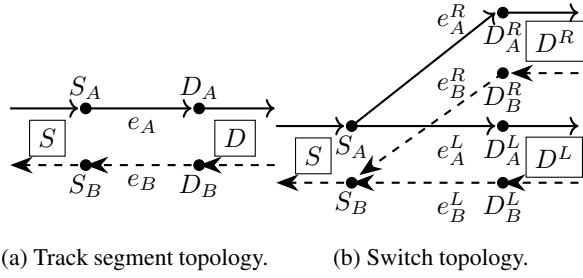 S_A D_A
S e_A D
S_B e_B D_B
(a) Track segment topology.
e_A^R D_A^R D^R
e_B^R D_B^R
S S_A e_A^L D_A^L D^L
S_B e_B^L D_B^L
(b) Switch topology.